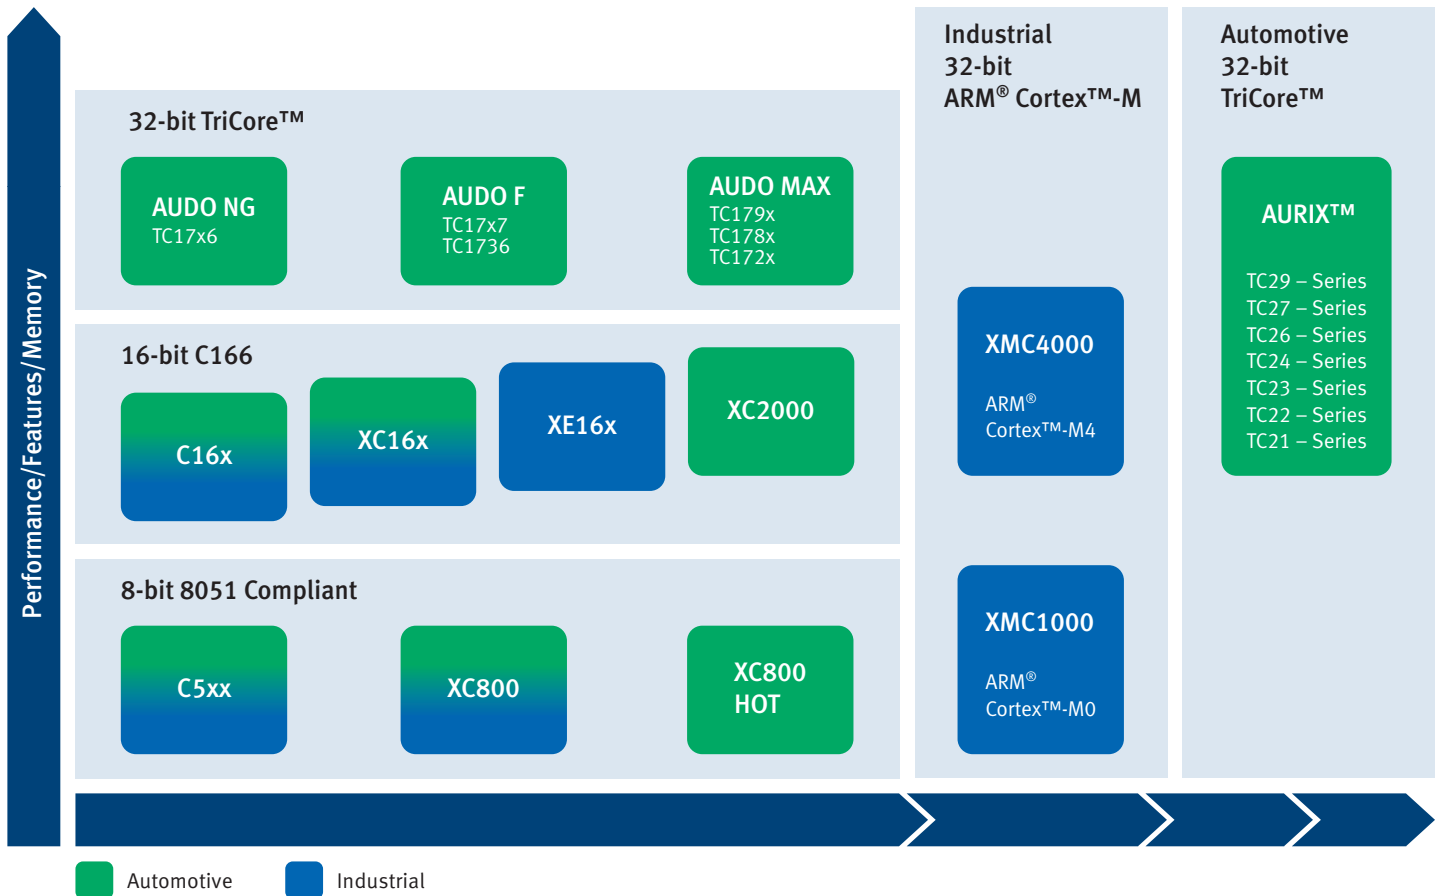 Performance/Features/Memory
32-bit TriCore™
AUDO NG
TC17x6
AUDO F
TC17x7
TC1736
AUDO MAX
TC179x
TC178x
TC172x
16-bit C166
C16x
XC16x
XE16x
XC2000
8-bit 8051 Compliant
C5xx
XC800
XC800
HOT
Industrial
32-bit
ARM® Cortex™-M
XMC4000
ARM®
Cortex™-M4
XMC1000
ARM®
Cortex™-M0
Automotive
32-bit
TriCore™
AURIX™
TC29 – Series
TC27 – Series
TC26 – Series
TC24 – Series
TC23 – Series
TC22 – Series
TC21 – Series
Automotive
Industrial